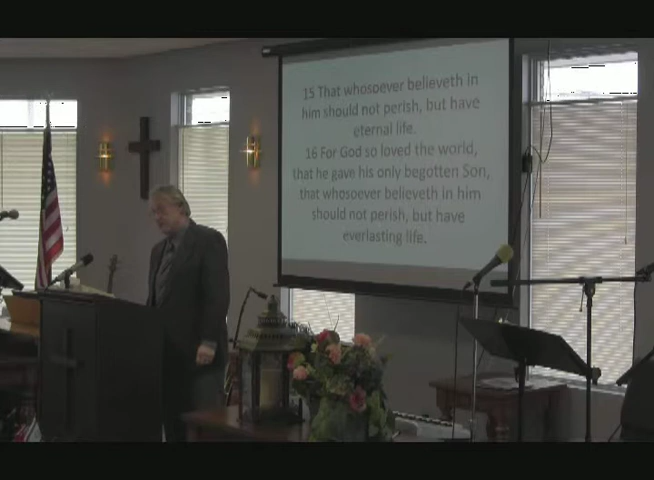 15 That whosoever believeth in
him should not perish, but have
eternal life.
16 For God so loved the world,
that he gave his only begotten Son,
that whosoever believeth in him
should not perish, but have
everlasting life.